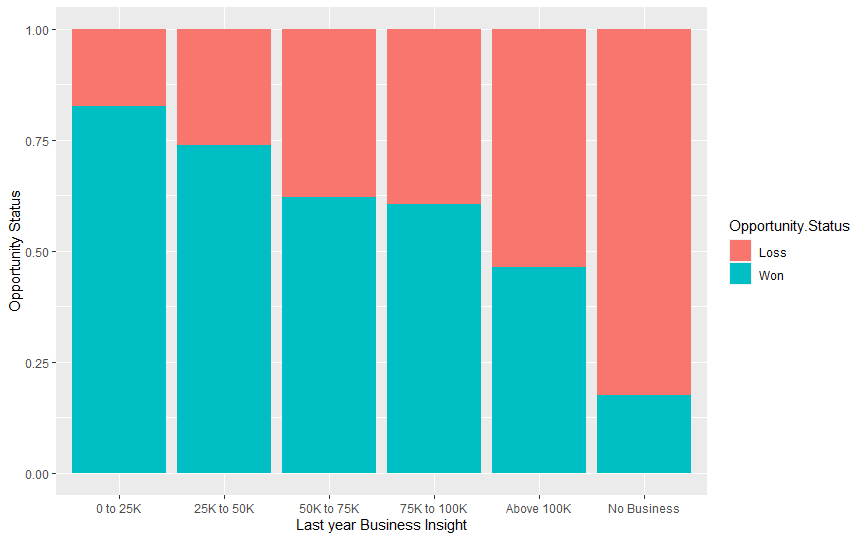 1.00
0.75
0.50
0.25
0.00
Opportunity Status
0 to 25K
25K to 50K
50K to 75K
75K to 100K
Above 100K
No Business
Last year Business Insight
Opportunity.Status
Loss
Won